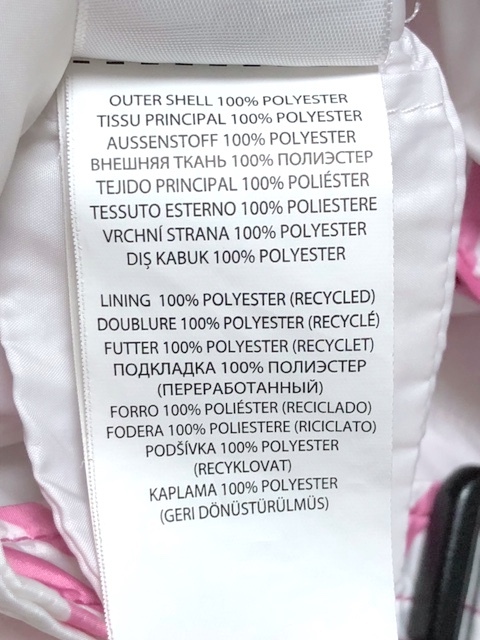 OUTER SHELL 100% POLYESTER
TISSU PRINCIPAL 100% POLYESTER
AUSSENSTOFF 100% POLYESTER
ВНЕШНЯЯ ТКАНЬ 100% ПОЛИЭСТЕР
TEJIDO PRINCIPAL 100% POLIÉSTER
TESSUTO ESTERNO 100% POLIESTERE
VRCHNÍ STRANA 100% POLYESTER
DIŞ KABUK 100% POLYESTER
LINING 100% POLYESTER (RECYCLED)
DOUBLURE 100% POLYESTER (RECYCLÉ)
FUTTER 100% POLYESTER (RECYCLET)
ПОДКЛАДКА 100% ПОЛИЭСТЕР
(ПЕРЕРАБОТАННЫЙ)
FORRO 100% POLIÉSTER (RECICLADO)
FODERA 100% POLIESTERE (RICICLATO)
PODŠÍVKA 100% POLYESTER
(RECYKLOVAT)
KAPLAMA 100% POLYESTER
(GERI DÖNÜSTÜRÜLMÜS)